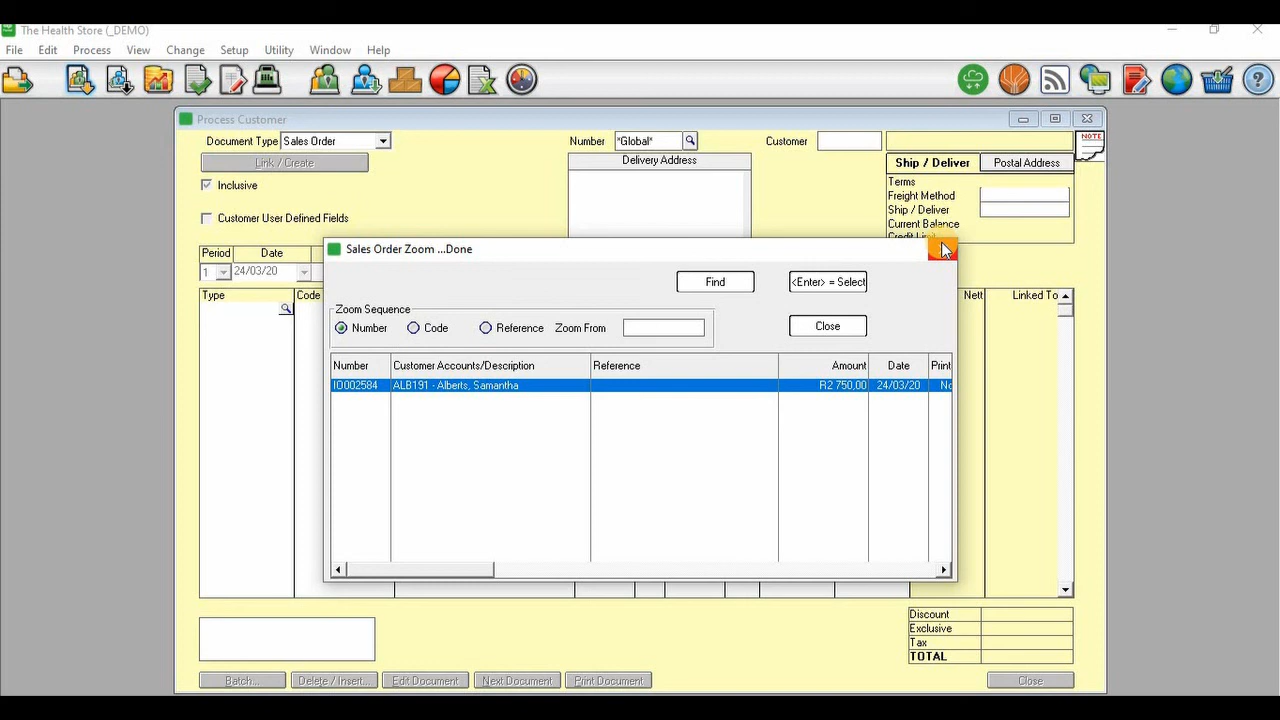 The Health Store (_DEMO)
File Edit Process View Change Setup Utility Window Help
Process Customer
Document Type Sales Order Number *Global* Customer
NOTE
Link / Create Delivery Address Ship / Deliver Postal Address
Inclusive
Terms
Freight Method
Ship / Deliver
Current Balance
Customer User Defined Fields
Period Date
1 24/03/20
Type Code Nett Linked To
Sales Order Zoom ...Done
Find <Enter> = Select
Zoom Sequence
Number Code Reference Zoom From Close
Number Customer Accounts/Description Reference Amount Date Print
IO002584 ALB191 - Alberts, Samantha R2 750,00 24/03/20 No
Discount
Exclusive
Tax
TOTAL
Batch... Delete / Insert... Edit Document Next Document Print Document Close